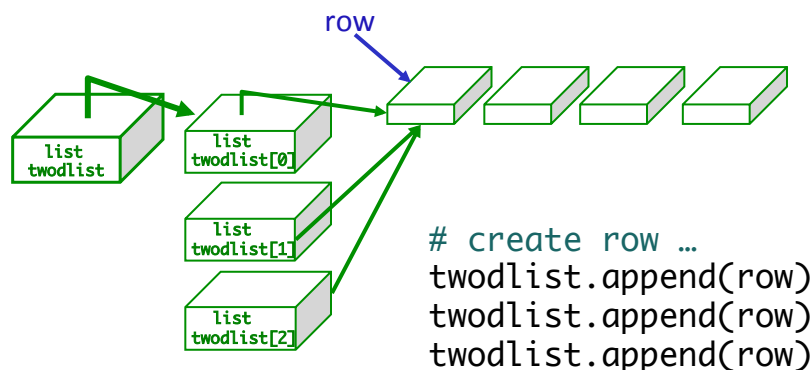 row
list
twodlist
list
twodlist[0]
list
twodlist[1]
list
twodlist[2]
# create row …
twodlist.append(row)
twodlist.append(row)
twodlist.append(row)